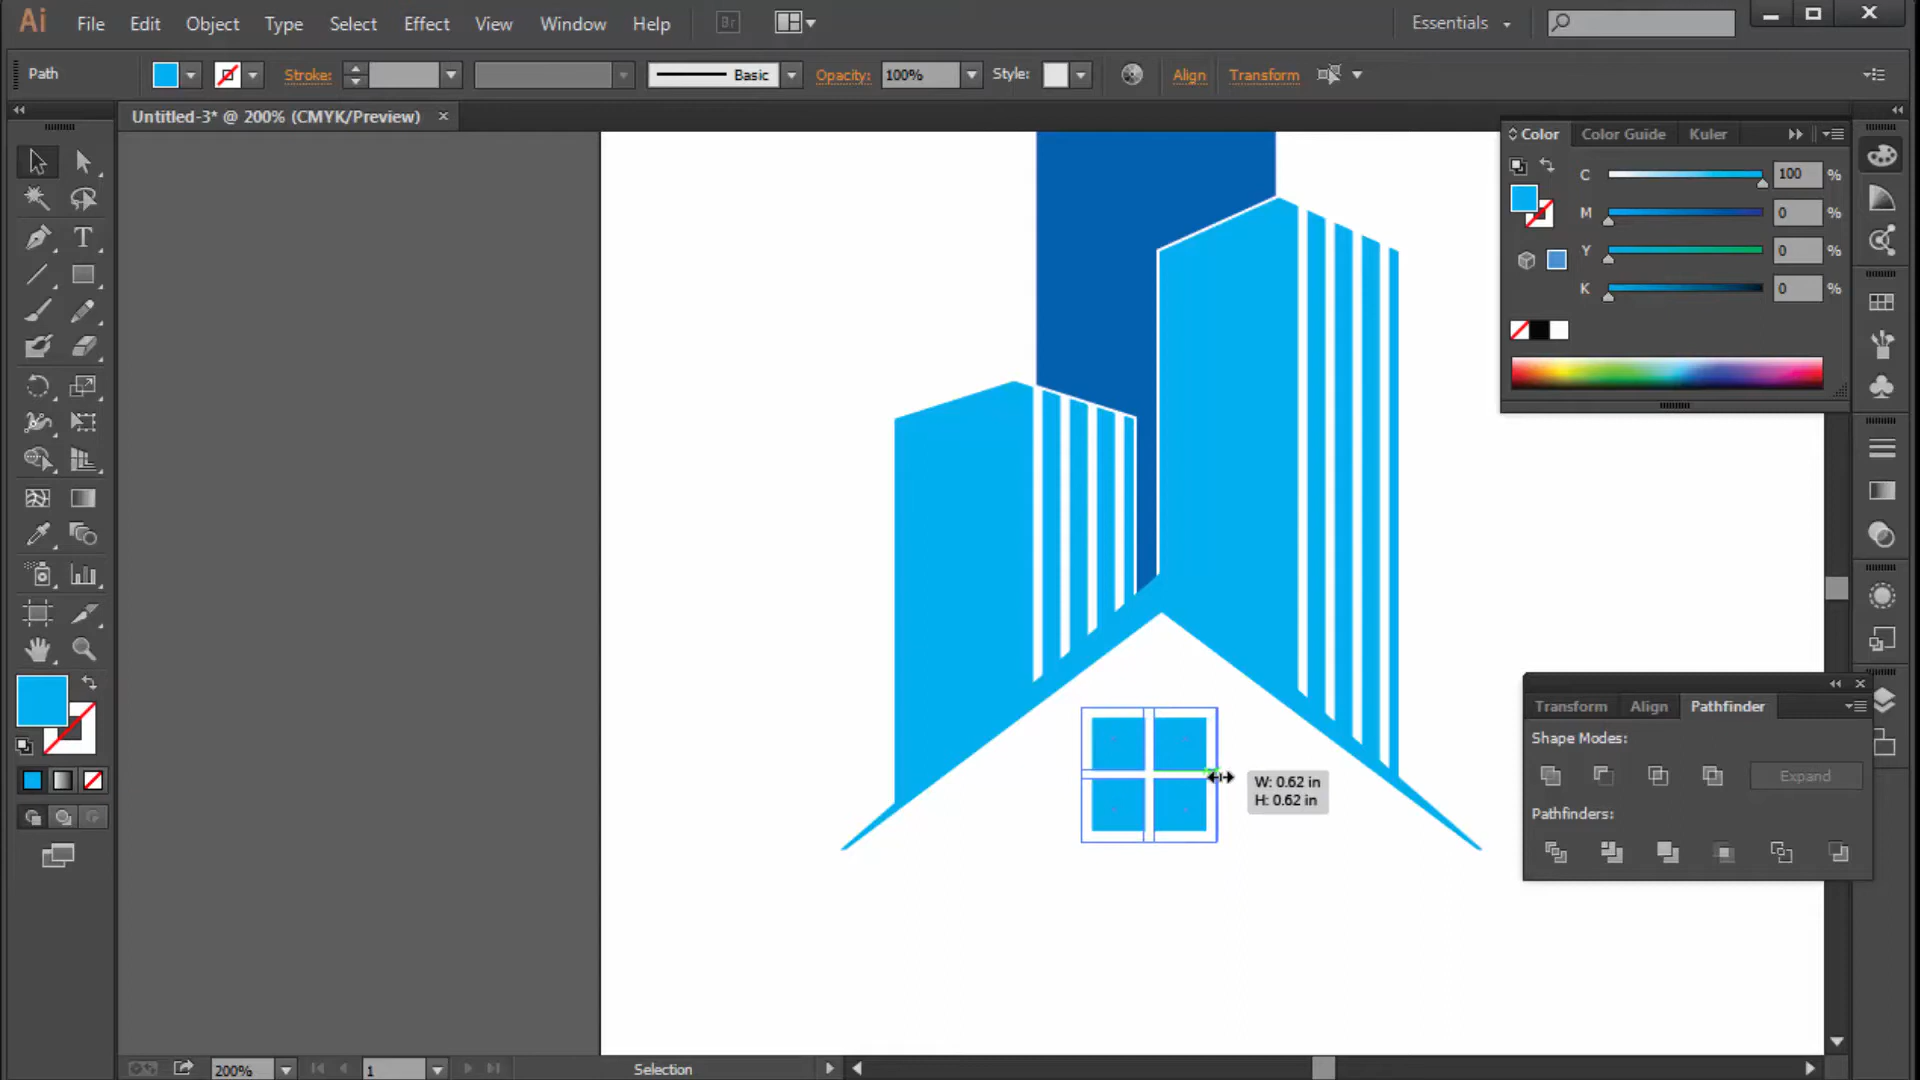 Ai File Edit Object Type Select Effect View Window Help Br Essentials
Path Stroke: Basic Opacity: 100% Style: Align Transform
Untitled-3* @ 200% (CMYK/Preview) ×
Color Color Guide Kuler
C 100 %
M 0 %
Y 0 %
K 0 %
W: 0.62 in
H: 0.62 in
Transform Align Pathfinder
Shape Modes:
Expand
Pathfinders:
200% 1 Selection